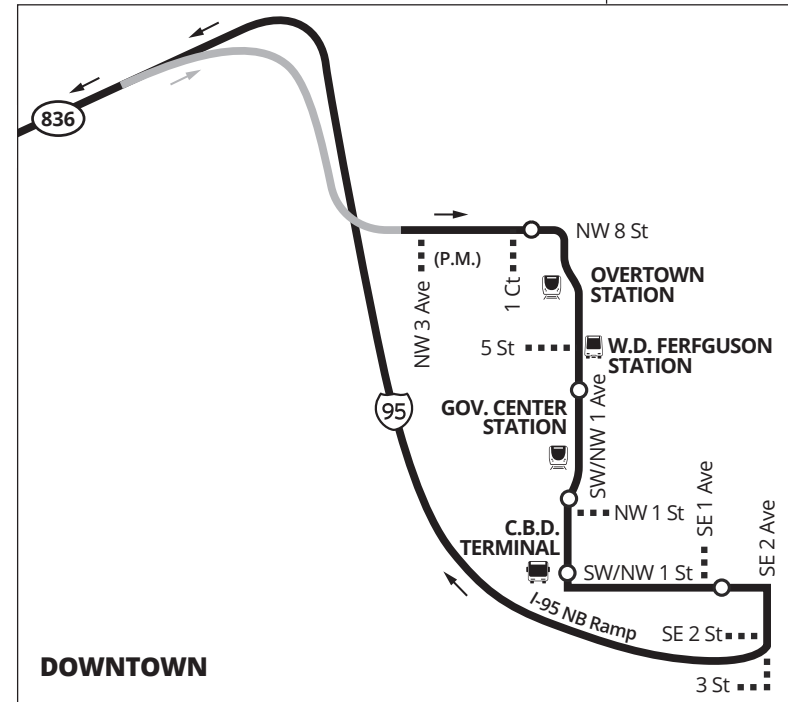 836
NW 8 St
(P.M.)
NW 3 Ave
1 Ct
OVERTOWN
STATION
5 St
W.D. FERFGUSON
STATION
SW/NW 1 Ave
95
GOV. CENTER
STATION
NW 1 St
SE 1 Ave
SE 2 Ave
C.B.D.
TERMINAL
SW/NW 1 St
I-95 NB Ramp
SE 2 St
3 St
DOWNTOWN